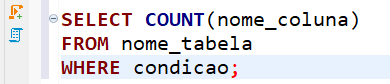 SELECT COUNT(nome_coluna)
FROM nome_tabela
WHERE condicao;